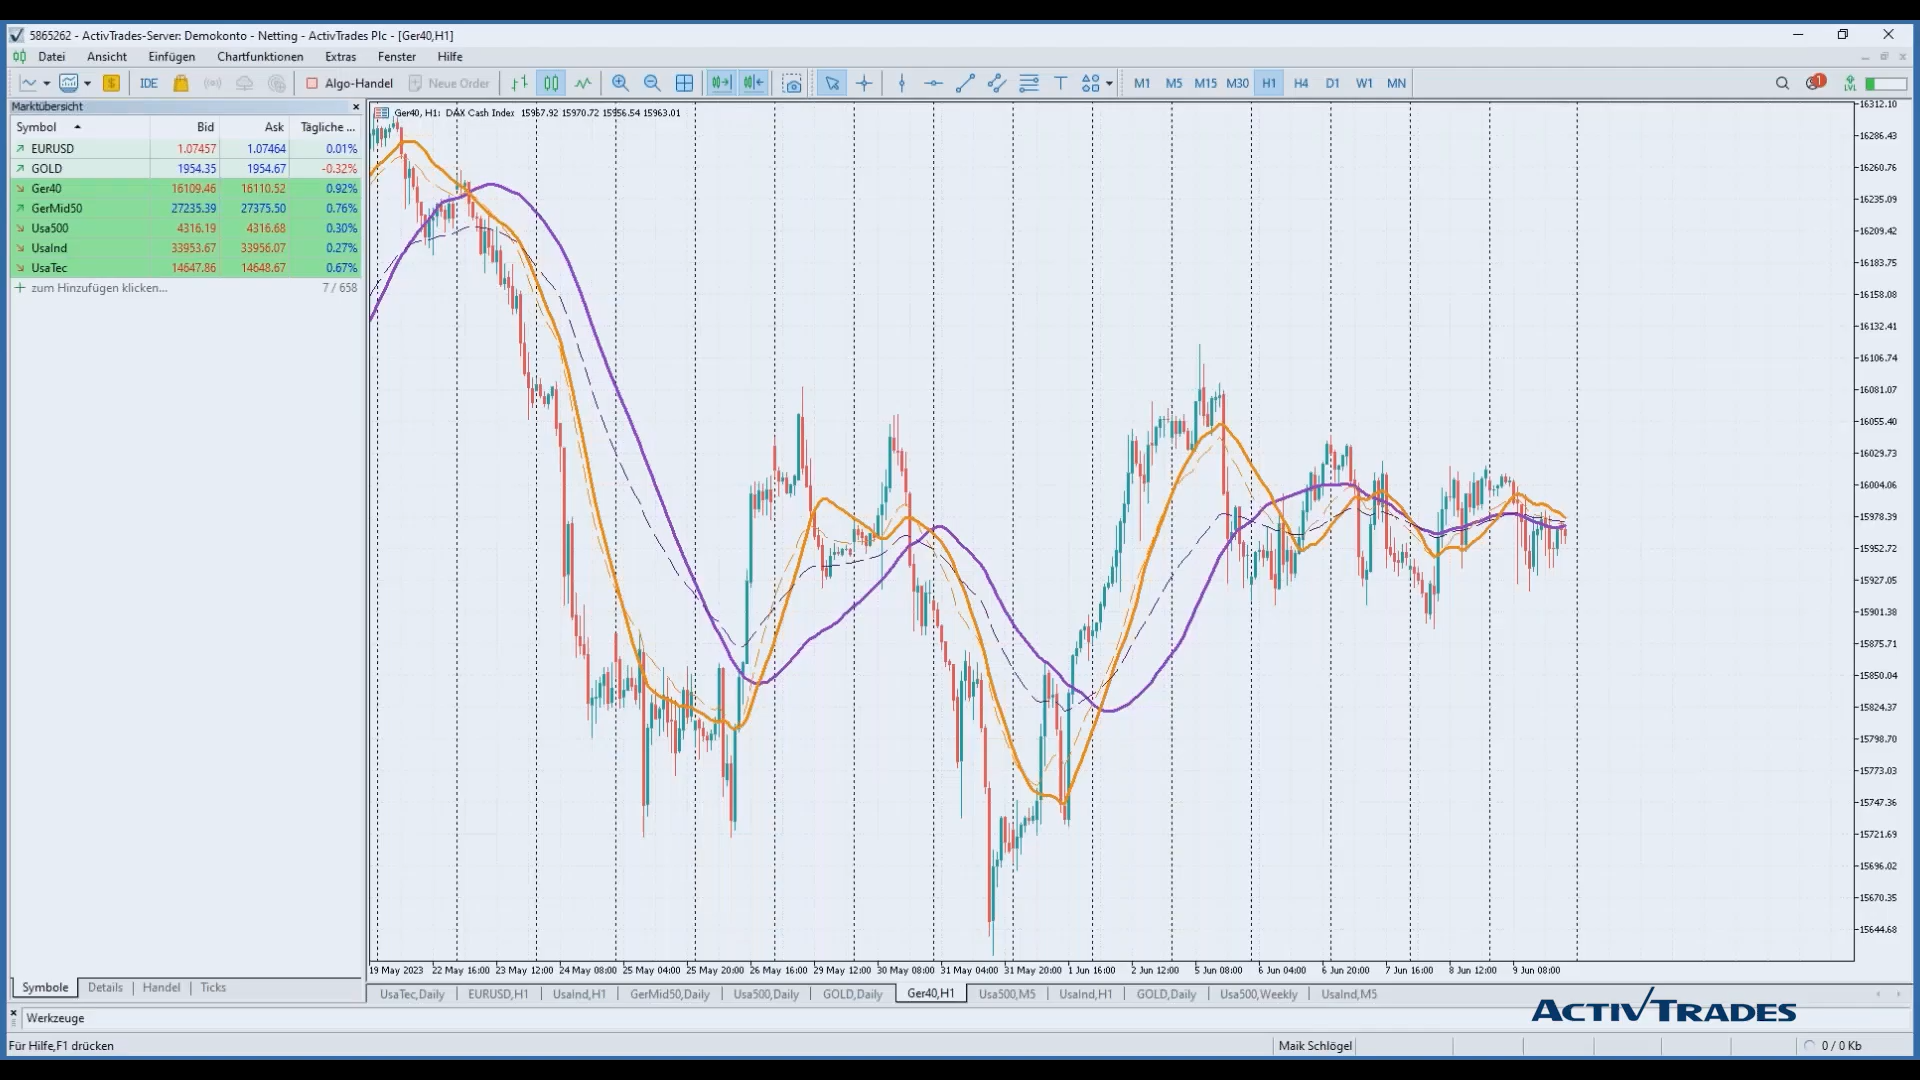 5865262 - ActivTrades-Server: Demokonto - Netting - ActivTrades Plc - [Ger40,H1]
Datei Ansicht Einfügen Chartfunktionen Extras Fenster Hilfe
IDE Algo-Handel Neue Order M1 M5 M15 M30 H1 H4 D1 W1 MN 1 LVL
Marktübersicht
Symbol Bid Ask Tägliche ...
EURUSD 1.07457 1.07464 0.01%
GOLD 1954.35 1954.67 -0.32%
Ger40 16109.46 16110.52 0.92%
GerMid50 27235.39 27375.50 0.76%
Usa500 4316.19 4316.68 0.30%
UsaInd 33953.67 33956.07 0.27%
UsaTec 14647.86 14648.67 0.67%
zum Hinzufügen klicken... 7 / 658
Ger40, H1: DAX Cash Index 15967.92 15970.72 15956.54 15963.01
16312.10
16286.43
16260.76
16235.09
16209.42
16183.75
16158.08
16132.41
16106.74
16081.07
16055.40
16029.73
16004.06
15978.39
15952.72
15927.05
15901.38
15875.71
15850.04
15824.37
15798.70
15773.03
15747.36
15721.69
15696.02
15670.35
15644.68
19 May 2023 22 May 16:00 23 May 12:00 24 May 08:00 25 May 04:00 25 May 20:00 26 May 16:00 29 May 12:00 30 May 08:00 31 May 04:00 31 May 20:00 1 Jun 16:00 2 Jun 12:00 5 Jun 08:00 6 Jun 04:00 6 Jun 20:00 7 Jun 16:00 8 Jun 12:00 9 Jun 08:00
Symbole Details Handel Ticks
UsaTec,Daily EURUSD,H1 UsaInd,H1 GerMid50,Daily Usa500,Daily GOLD,Daily Ger40,H1 Usa500,M5 UsaInd,H1 GOLD,Daily Usa500,Weekly UsaInd,M5
Werkzeuge
ACTIVTRADES
Für Hilfe,F1 drücken Maik Schlögel 0 / 0 Kb